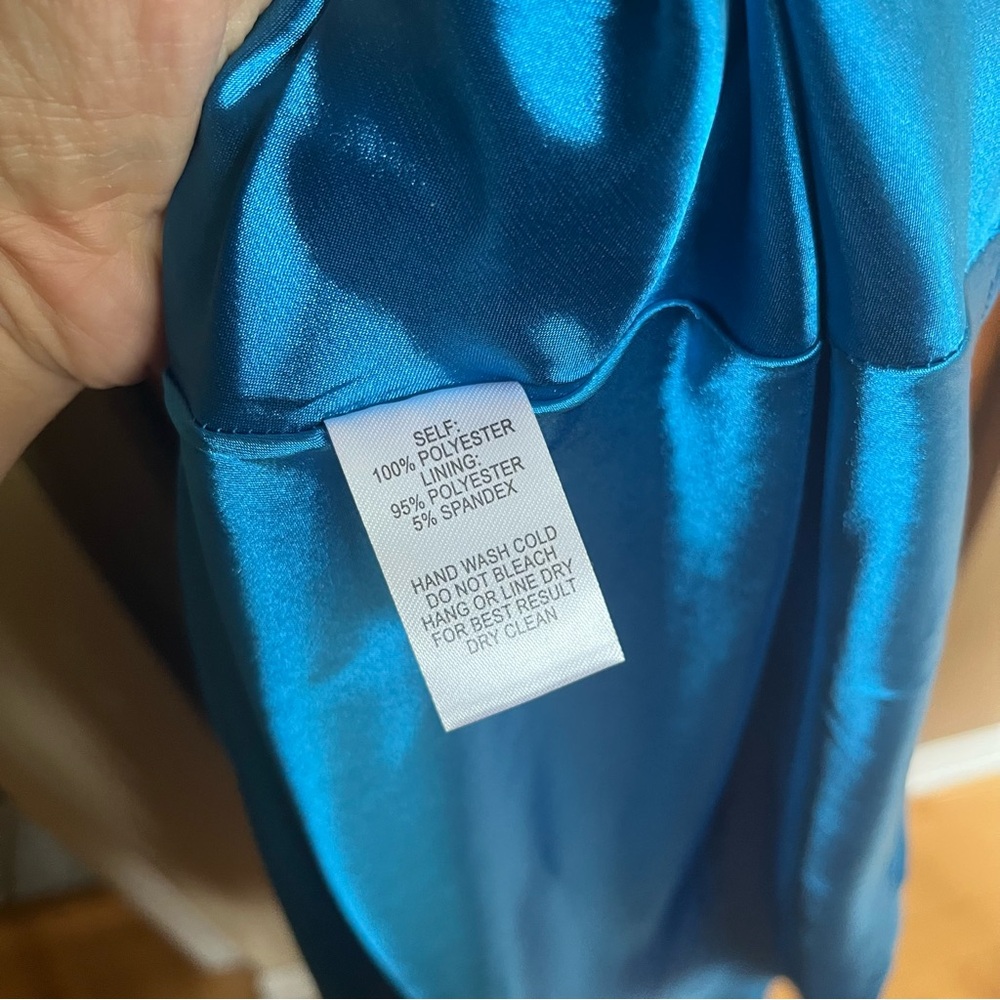 SELF:
100% POLYESTER
LINING:
95% POLYESTER
5% SPANDEX
HAND WASH COLD
DO NOT BLEACH
HANG OR LINE DRY
FOR BEST RESULT
DRY CLEAN